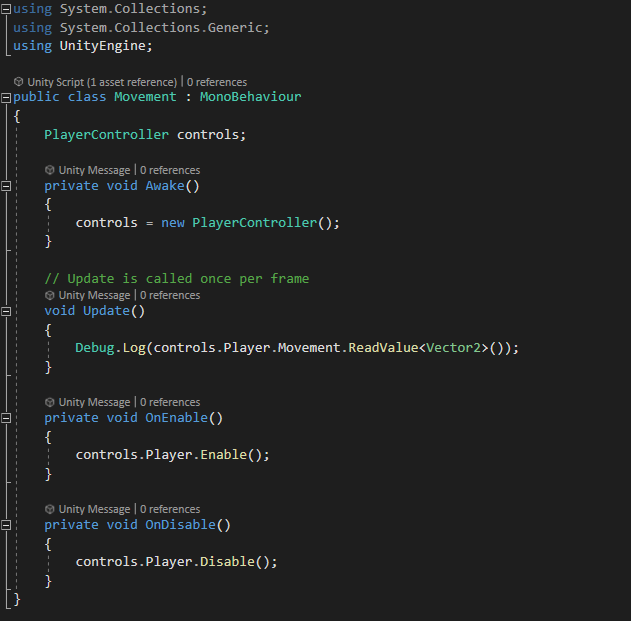 using System.Collections;
using System.Collections.Generic;
using UnityEngine;
Unity Script (1 asset reference) | 0 references
public class Movement : MonoBehaviour
{
PlayerController controls;
Unity Message | 0 references
private void Awake()
{
controls = new PlayerController();
}
// Update is called once per frame
Unity Message | 0 references
void Update()
{
Debug.Log(controls.Player.Movement.ReadValue<Vector2>());
}
Unity Message | 0 references
private void OnEnable()
{
controls.Player.Enable();
}
Unity Message | 0 references
private void OnDisable()
{
controls.Player.Disable();
}
}